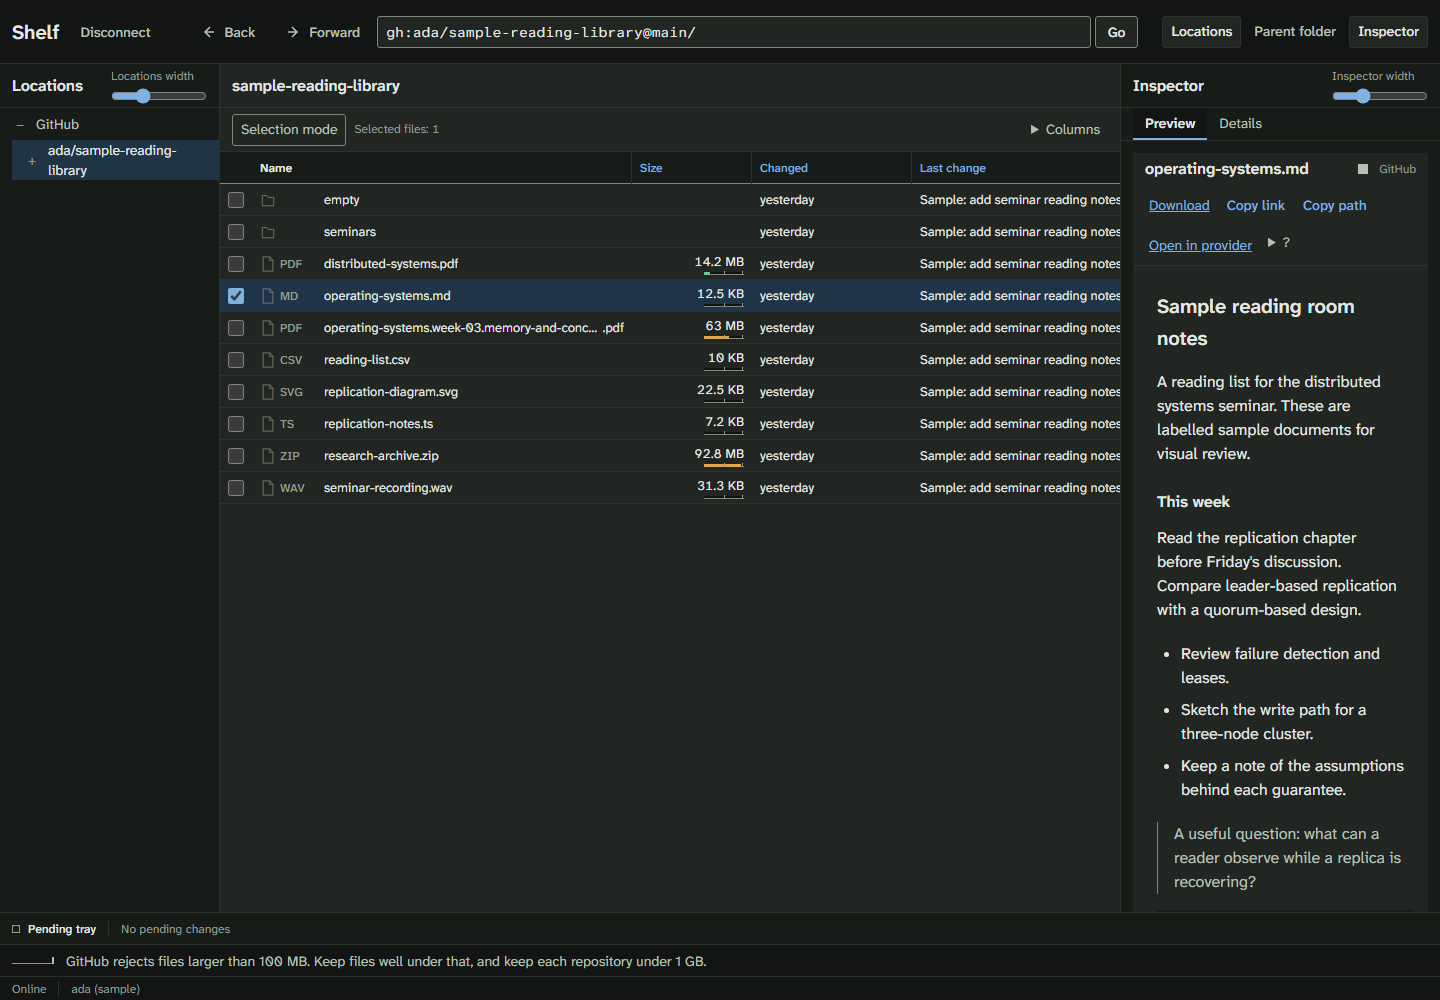 Shelf Disconnect ← Back → Forward gh:ada/sample-reading-library@main/ Go Locations Parent folder Inspector
Locations Locations width
– GitHub
+ ada/sample-reading-
library
sample-reading-library
Selection mode Selected files: 1 ▶ Columns
Name Size Changed Last change
empty yesterday Sample: add seminar reading notes
seminars yesterday Sample: add seminar reading notes
PDF distributed-systems.pdf 14.2 MB yesterday Sample: add seminar reading notes
MD operating-systems.md 12.5 KB yesterday Sample: add seminar reading notes
PDF operating-systems.week-03.memory-and-conc... .pdf 63 MB yesterday Sample: add seminar reading notes
CSV reading-list.csv 10 KB yesterday Sample: add seminar reading notes
SVG replication-diagram.svg 22.5 KB yesterday Sample: add seminar reading notes
TS replication-notes.ts 7.2 KB yesterday Sample: add seminar reading notes
ZIP research-archive.zip 92.8 MB yesterday Sample: add seminar reading notes
WAV seminar-recording.wav 31.3 KB yesterday Sample: add seminar reading notes
Inspector Inspector width
Preview Details
operating-systems.md GitHub
Download Copy link Copy path
Open in provider ▶ ?
Sample reading room
notes
A reading list for the distributed
systems seminar. These are
labelled sample documents for
visual review.
This week
Read the replication chapter
before Friday's discussion.
Compare leader-based replication
with a quorum-based design.
• Review failure detection and
leases.
• Sketch the write path for a
three-node cluster.
• Keep a note of the assumptions
behind each guarantee.
A useful question: what can a
reader observe while a replica is
recovering?
Pending tray No pending changes
GitHub rejects files larger than 100 MB. Keep files well under that, and keep each repository under 1 GB.
Online ada (sample)